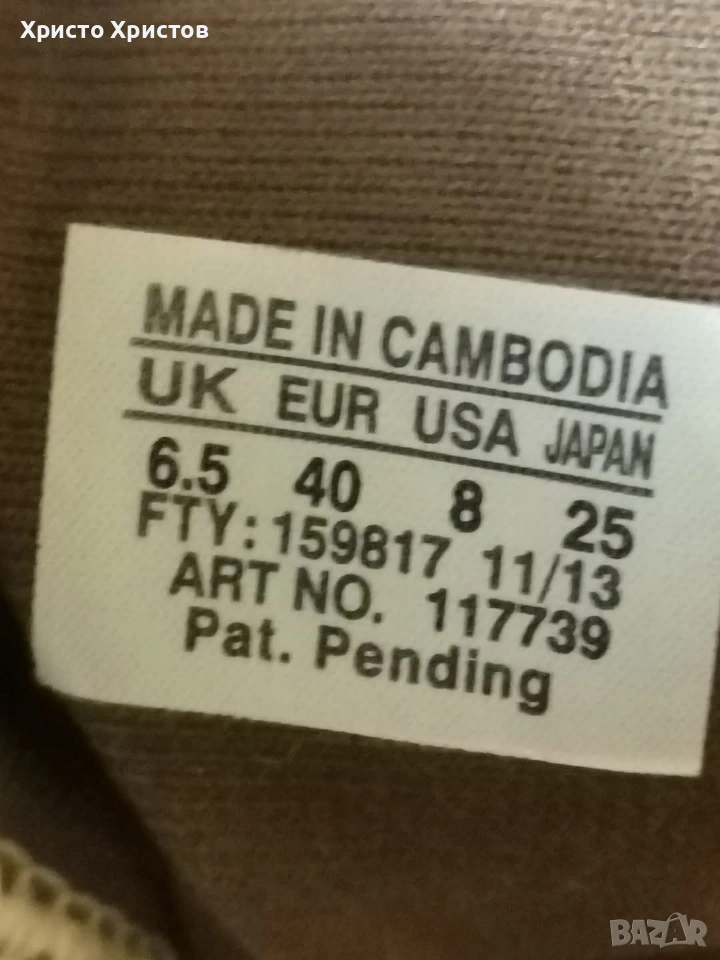 Христо Христов
MADE IN CAMBODIA
UK EUR USA JAPAN
6.5 40 8 25
FTY: 159817 11/13
ART NO. 117739
Pat. Pending
BAZAR